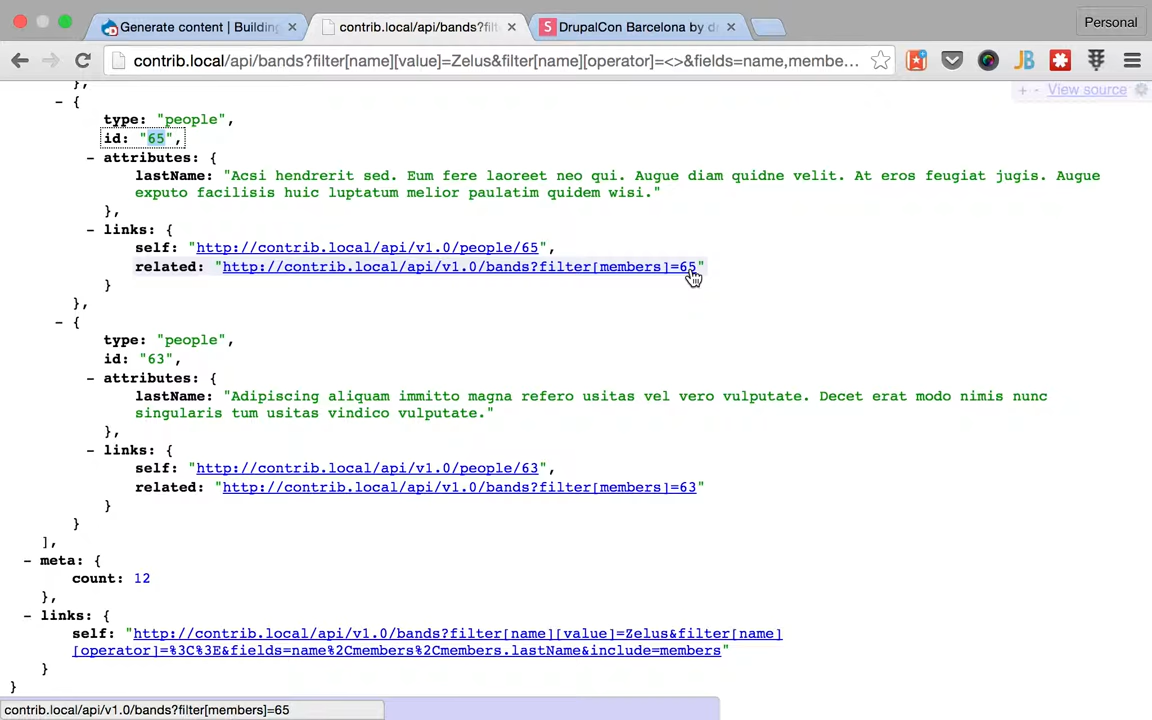 Generate content | Building
contrib.local/api/bands?filt
DrupalCon Barcelona by dr
Personal
contrib.local/api/bands?filter[name][value]=Zelus&filter[name][operator]=<>&fields=name,membe...
JB
+ - View source
},
- {
type: "people",
id: "65",
- attributes: {
lastName: "Acsi hendrerit sed. Eum fere laoreet neo qui. Augue diam quidne velit. At eros feugiat jugis. Augue
exputo facilisis huic luptatum melior paulatim quidem wisi."
},
- links: {
self: "http://contrib.local/api/v1.0/people/65",
related: "http://contrib.local/api/v1.0/bands?filter[members]=65"
}
},
- {
type: "people",
id: "63",
- attributes: {
lastName: "Adipiscing aliquam immitto magna refero usitas vel vero vulputate. Decet erat modo nimis nunc
singularis tum usitas vindico vulputate."
},
- links: {
self: "http://contrib.local/api/v1.0/people/63",
related: "http://contrib.local/api/v1.0/bands?filter[members]=63"
}
}
],
- meta: {
count: 12
},
- links: {
self: "http://contrib.local/api/v1.0/bands?filter[name][value]=Zelus&filter[name]
[operator]=%3C%3E&fields=name%2Cmembers%2Cmembers.lastName&include=members"
}
}
contrib.local/api/v1.0/bands?filter[members]=65